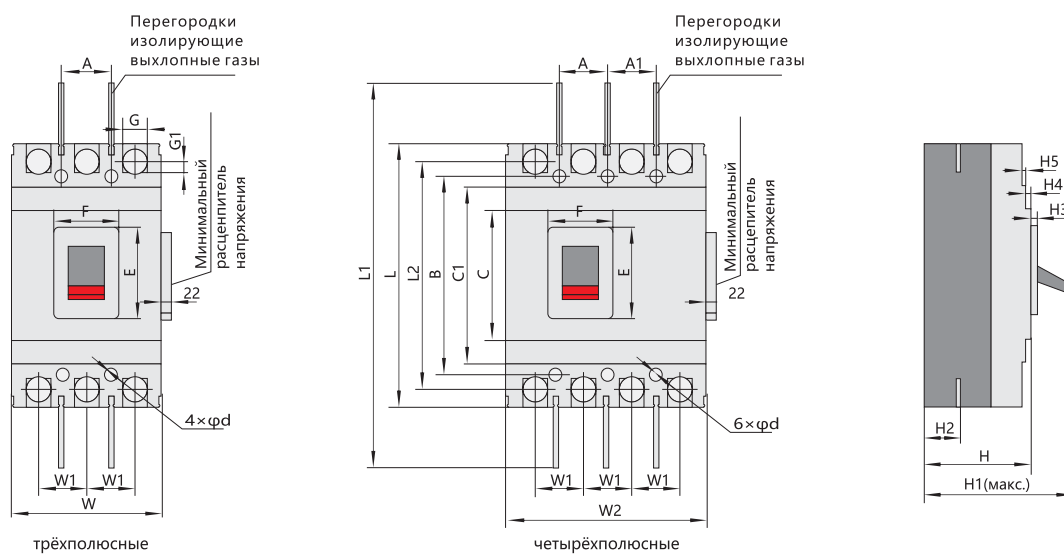 Перегородки
изолирующие
выхлопные газы
A
G
G1
Минимальный
расценпитель
напряжения
F
E
22
4×φd
W1
W1
W
трёхполюсные
Перегородки
изолирующие
выхлопные газы
A
A1
Минимальный
расцепитель
напряжения
F
E
L1
L
L2
B
C1
C
22
6×φd
W1
W1
W1
W2
четырёхполюсные
H5
H4
H3
H2
H
H1(макс.)